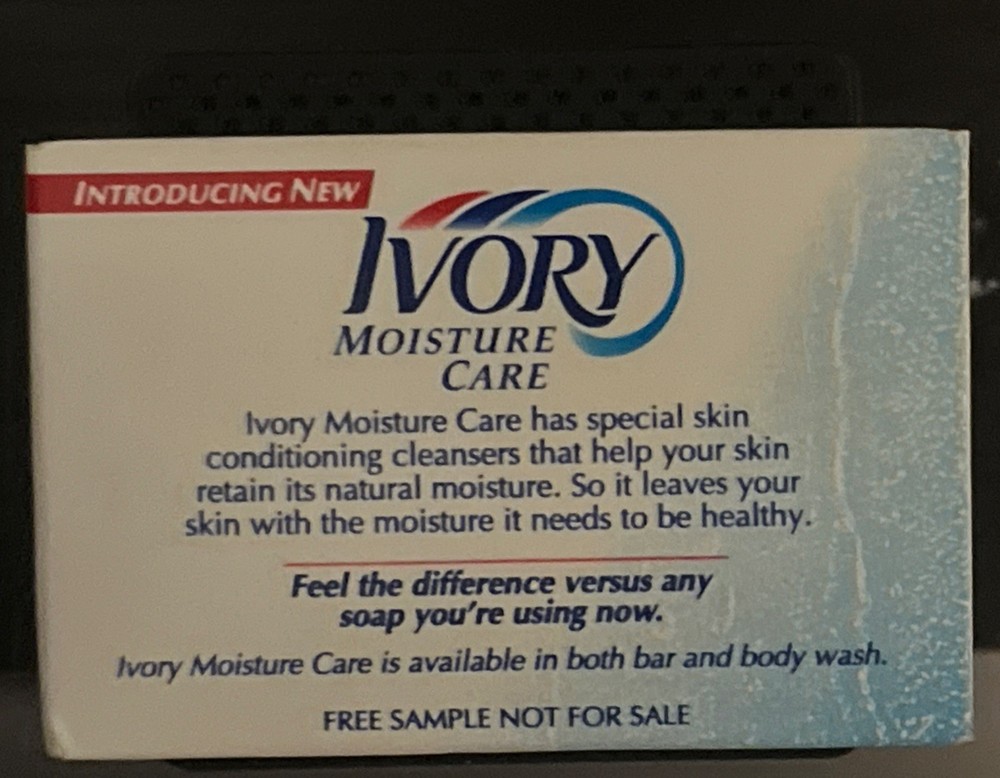 INTRODUCING NEW
IVORY
MOISTURE
CARE
Ivory Moisture Care has special skin
conditioning cleansers that help your skin
retain its natural moisture. So it leaves your
skin with the moisture it needs to be healthy.
Feel the difference versus any
soap you're using now.
Ivory Moisture Care is available in both bar and body wash.
FREE SAMPLE NOT FOR SALE